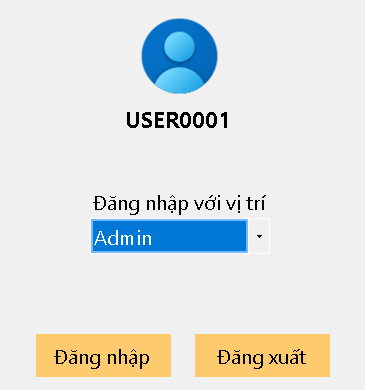 USER0001
Đăng nhập với vị trí
Admin
Đăng nhập
Đăng xuất